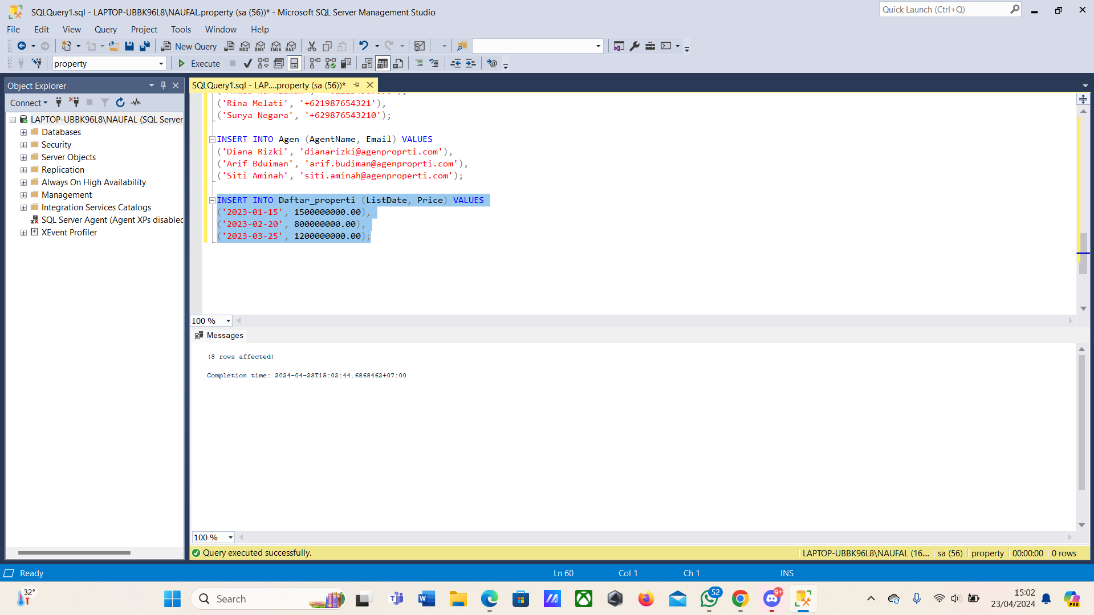 SQLQuery1.sql - LAPTOP-UBBK96L8\NAUFAL.property (sa (56))* - Microsoft SQL Server Management Studio
Quick Launch (Ctrl+Q)
File Edit View Query Project Tools Window Help
New Query
property
Execute
Object Explorer
SQLQuery1.sql - LAP....property (sa (56))*
Connect
LAPTOP-UBBK96L8\NAUFAL (SQL Server
Databases
Security
Server Objects
Replication
Always On High Availability
Management
Integration Services Catalogs
SQL Server Agent (Agent XPs disabled
XEvent Profiler
('Rina Melati', '+621987654321'),
('Surya Negara', '+629876543210');
INSERT INTO Agen (AgentName, Email) VALUES
('Diana Rizki', 'dianarizki@agenproprti.com'),
('Arif Bduiman', 'arif.budiman@agenproprti.com'),
('Siti Aminah', 'siti.aminah@agenproperti.com');
INSERT INTO Daftar_properti (ListDate, Price) VALUES
('2023-01-15', 1500000000.00),
('2023-02-20', 800000000.00),
('2023-03-25', 1200000000.00);
100 %
Messages
(3 rows affected)
Completion time:
100 %
Query executed successfully.
LAPTOP-UBBK96L8\NAUFAL (16... sa (56) property 00:00:00 0 rows
Ready
Ln 60 Col 1 Ch 1 INS
32°
Search
52
9+
15:02
23/04/2024